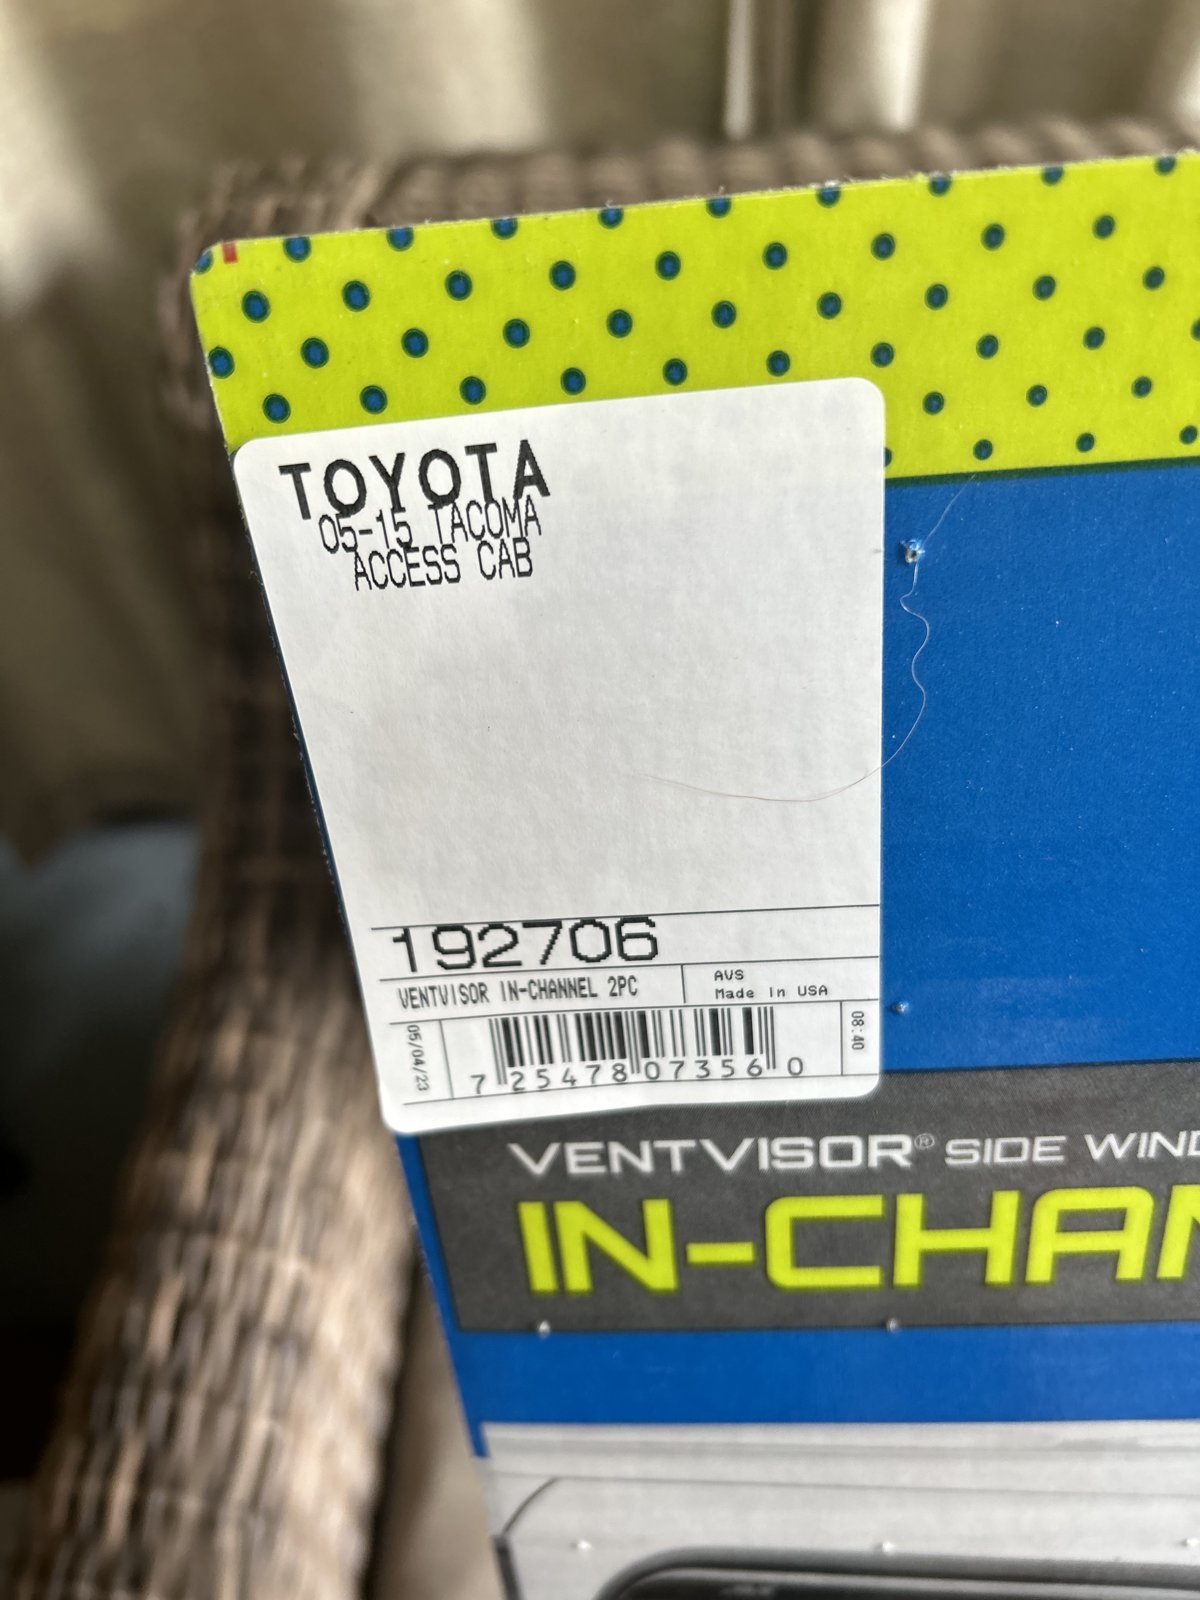 TOYOTA
05-15 TACOMA
ACCESS CAB
192706
VENTVISOR IN-CHANNEL 2PC
AVS
Made in USA
05/04/23
7 25478 07356 0
08:40
VENTVISOR® SIDE WIND
IN-CHAN